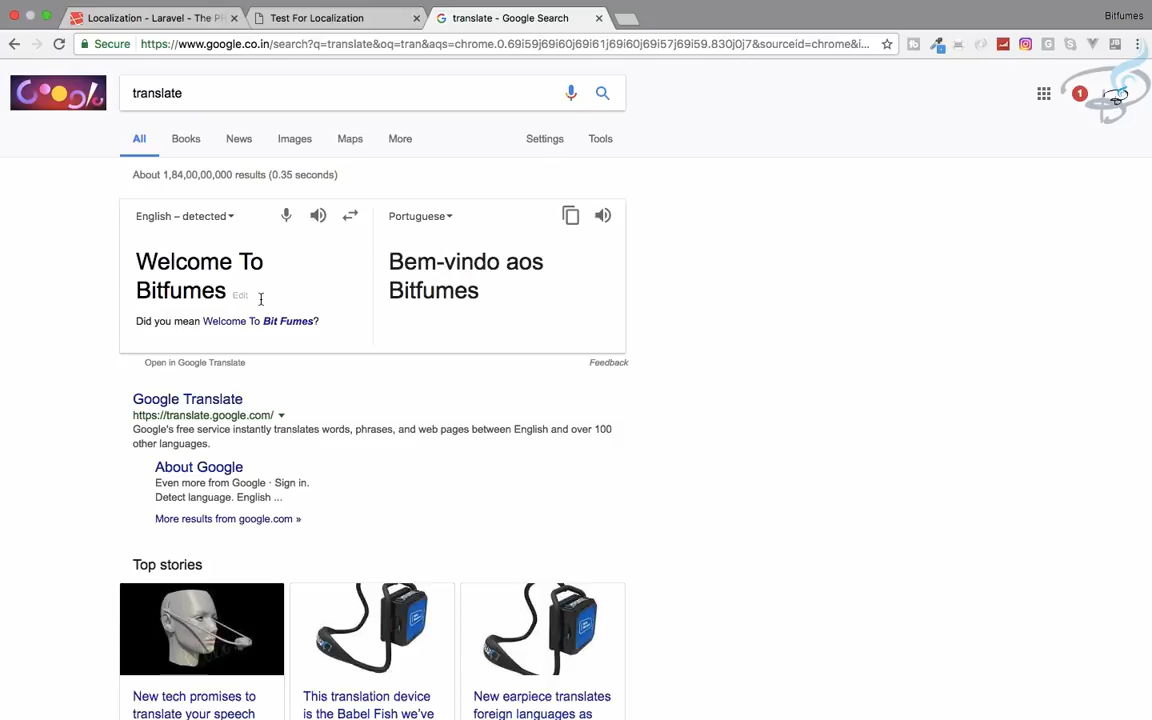 Localization - Laravel - The PH
Test For Localization
translate - Google Search
Bitfumes
Secure
https://www.google.co.in/search?q=translate&oq=tran&aqs=chrome.0.69i59j69i60j69i61j69i60j69i57j69i59.830j0j7&sourceid=chrome&i...
translate
1
All
Books
News
Images
Maps
More
Settings
Tools
About 1,84,00,00,000 results (0.35 seconds)
English – detected
Portuguese
Welcome To
Bitfumes Edit
Bem-vindo aos
Bitfumes
Did you mean Welcome To Bit Fumes?
Open in Google Translate
Feedback
Google Translate
https://translate.google.com/
Google's free service instantly translates words, phrases, and web pages between English and over 100
other languages.
About Google
Even more from Google · Sign in.
Detect language. English ...
More results from google.com »
Top stories
New tech promises to
translate your speech
This translation device
is the Babel Fish we've
New earpiece translates
foreign languages as